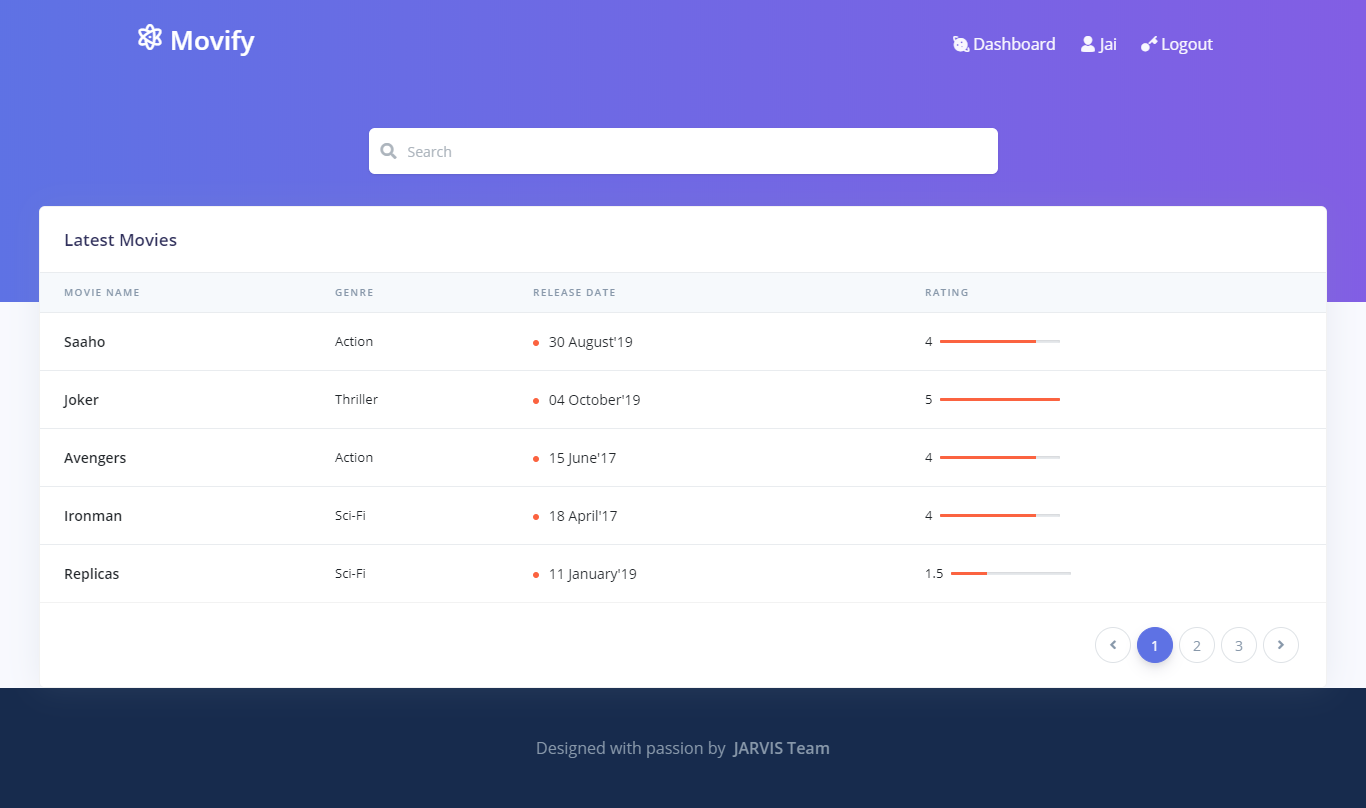 Movify
Dashboard Jai Logout
Search
Latest Movies
MOVIE NAME GENRE RELEASE DATE RATING
Saaho Action 30 August'19 4
Joker Thriller 04 October'19 5
Avengers Action 15 June'17 4
Ironman Sci-Fi 18 April'17 4
Replicas Sci-Fi 11 January'19 1.5
1 2 3
Designed with passion by JARVIS Team